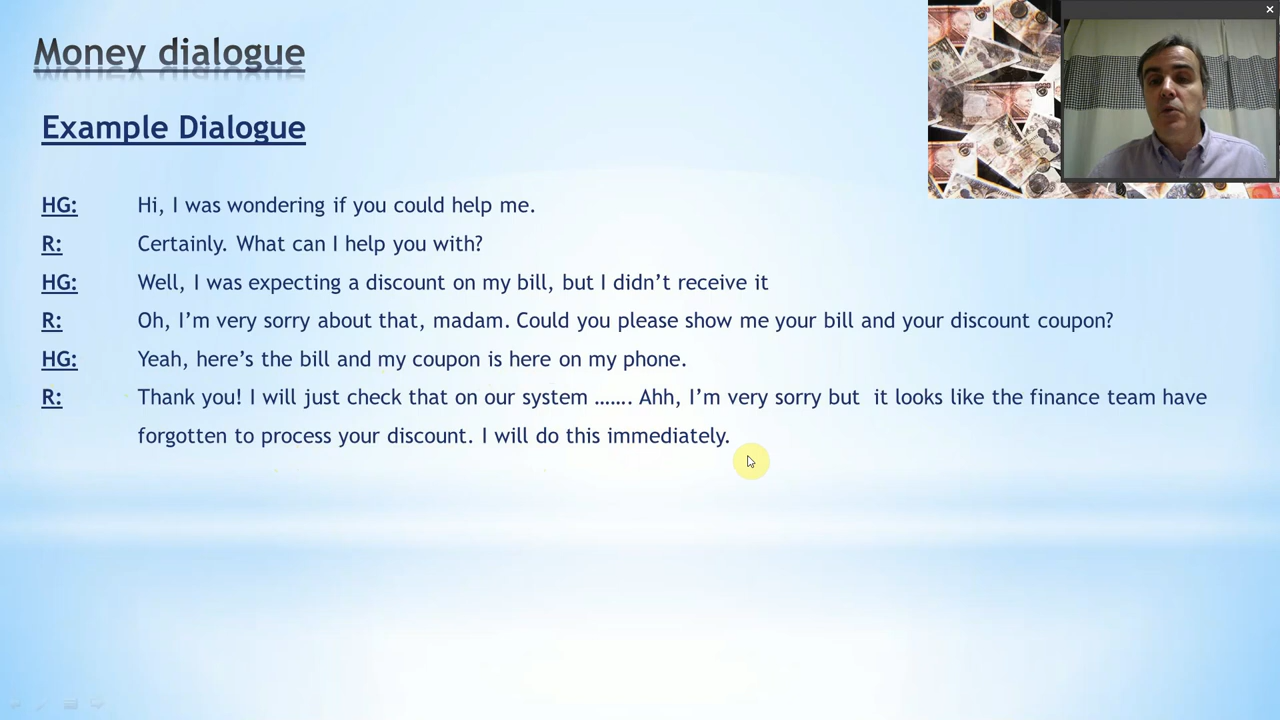 Money dialogue
Example Dialogue
HG: Hi, I was wondering if you could help me.
R: Certainly. What can I help you with?
HG: Well, I was expecting a discount on my bill, but I didn’t receive it
R: Oh, I’m very sorry about that, madam. Could you please show me your bill and your discount coupon?
HG: Yeah, here’s the bill and my coupon is here on my phone.
R: Thank you! I will just check that on our system ……. Ahh, I’m very sorry but  it looks like the finance team have
forgotten to process your discount. I will do this immediately.